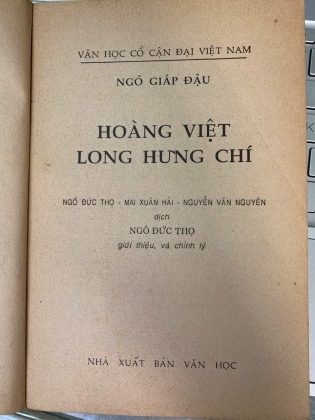 VĂN HỌC CỔ CẬN ĐẠI VIỆT NAM
NGÔ GIÁP ĐẬU
HOÀNG VIỆT
LONG HƯNG CHÍ
NGÔ ĐỨC THỌ - MAI XUÂN HẢI - NGUYỄN VĂN NGUYÊN
dịch
NGÔ ĐỨC THỌ
giới thiệu, và chỉnh lý
NHÀ XUẤT BẢN VĂN HỌC